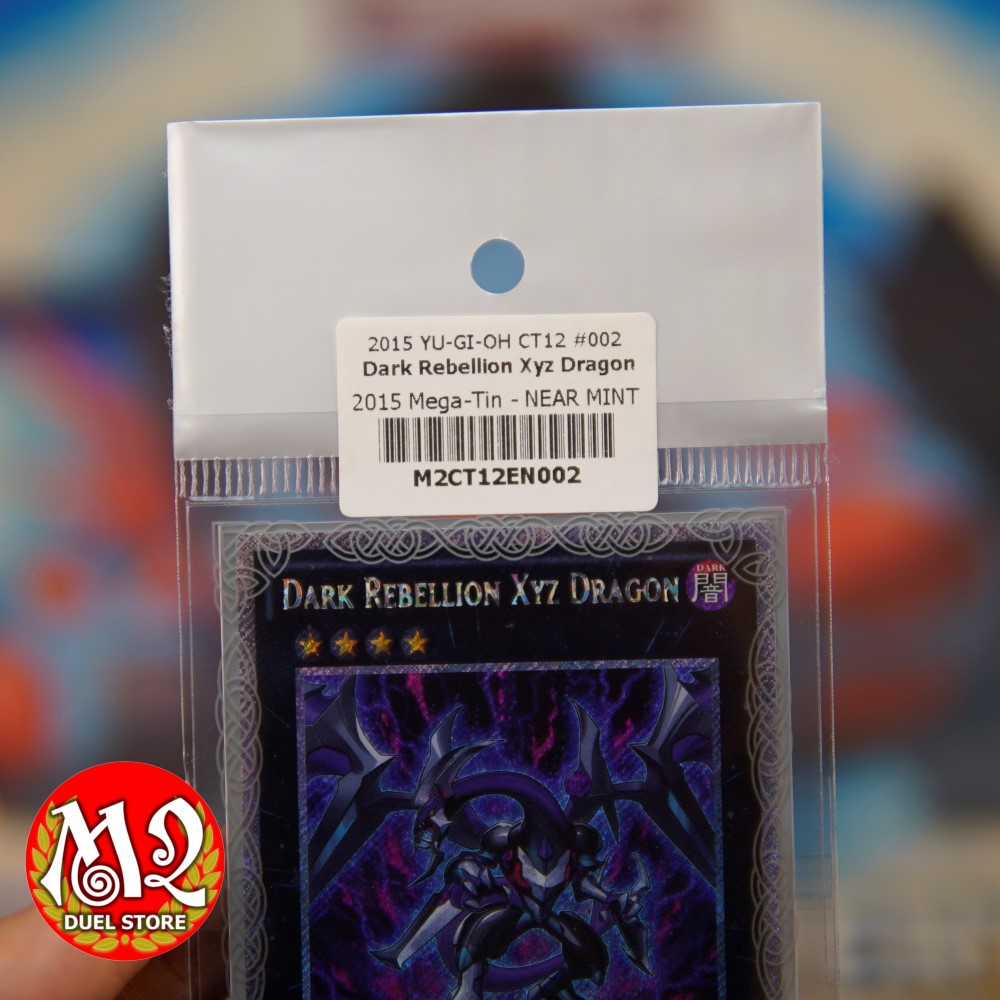 2015 YU-GI-OH CT12 #002
Dark Rebellion Xyz Dragon
2015 Mega-Tin - NEAR MINT
M2CT12EN002
DARK REBELLION XYZ DRAGON
DARK
闇
M2
DUEL STORE